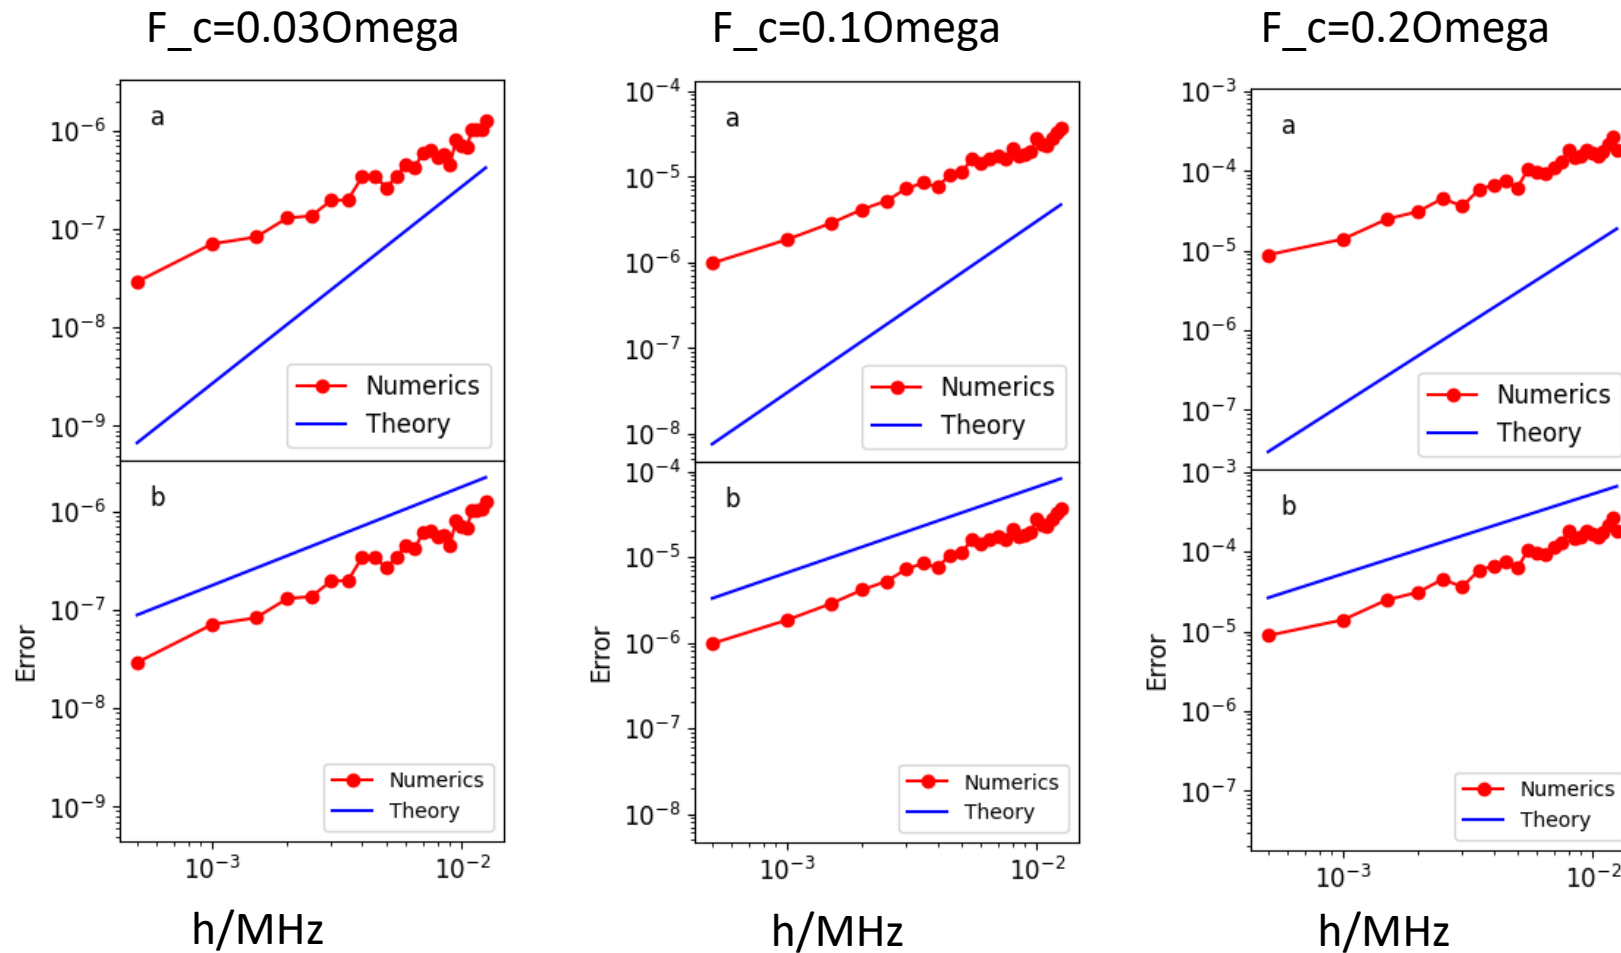 F_c=0.03Omega
a
10^-6
10^-7
10^-8
10^-9
Numerics
Theory
b
10^-6
10^-7
10^-8
10^-9
Error
Numerics
Theory
10^-3
10^-2
h/MHz
F_c=0.1Omega
a
10^-4
10^-5
10^-6
10^-7
10^-8
Numerics
Theory
b
10^-4
10^-5
10^-6
10^-7
10^-8
Error
Numerics
Theory
10^-3
10^-2
h/MHz
F_c=0.2Omega
a
10^-3
10^-4
10^-5
10^-6
10^-7
Numerics
Theory
b
10^-3
10^-4
10^-5
10^-6
10^-7
Error
Numerics
Theory
10^-3
10^-2
h/MHz